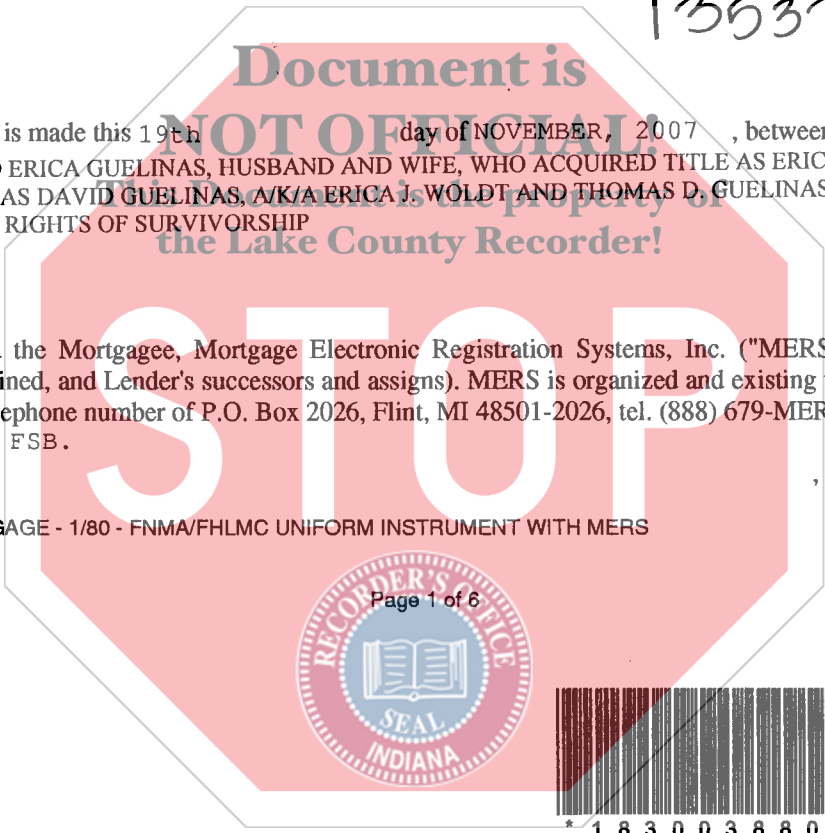 1353
Document is
NOT OFFICIAL!
This Document is the property of
the Lake County Recorder!
is made this 19th day of NOVEMBER, 2007 , between
ERICA GUELINAS, HUSBAND AND WIFE, WHO ACQUIRED TITLE AS ERIC
AS DAVID GUELINAS, A/K/A ERICA J. WOLDT AND THOMAS D. GUELINAS
RIGHTS OF SURVIVORSHIP
the Mortgagee, Mortgage Electronic Registration Systems, Inc. ("MERS
ined, and Lender's successors and assigns). MERS is organized and existing
ephone number of P.O. Box 2026, Flint, MI 48501-2026, tel. (888) 679-MER
FSB.
,
STOP
GAGE - 1/80 - FNMA/FHLMC UNIFORM INSTRUMENT WITH MERS
Page 1 of 6
RECORDER'S OFFICE
SEAL
INDIANA
* 1 8 3 0 0 3 8 8 0